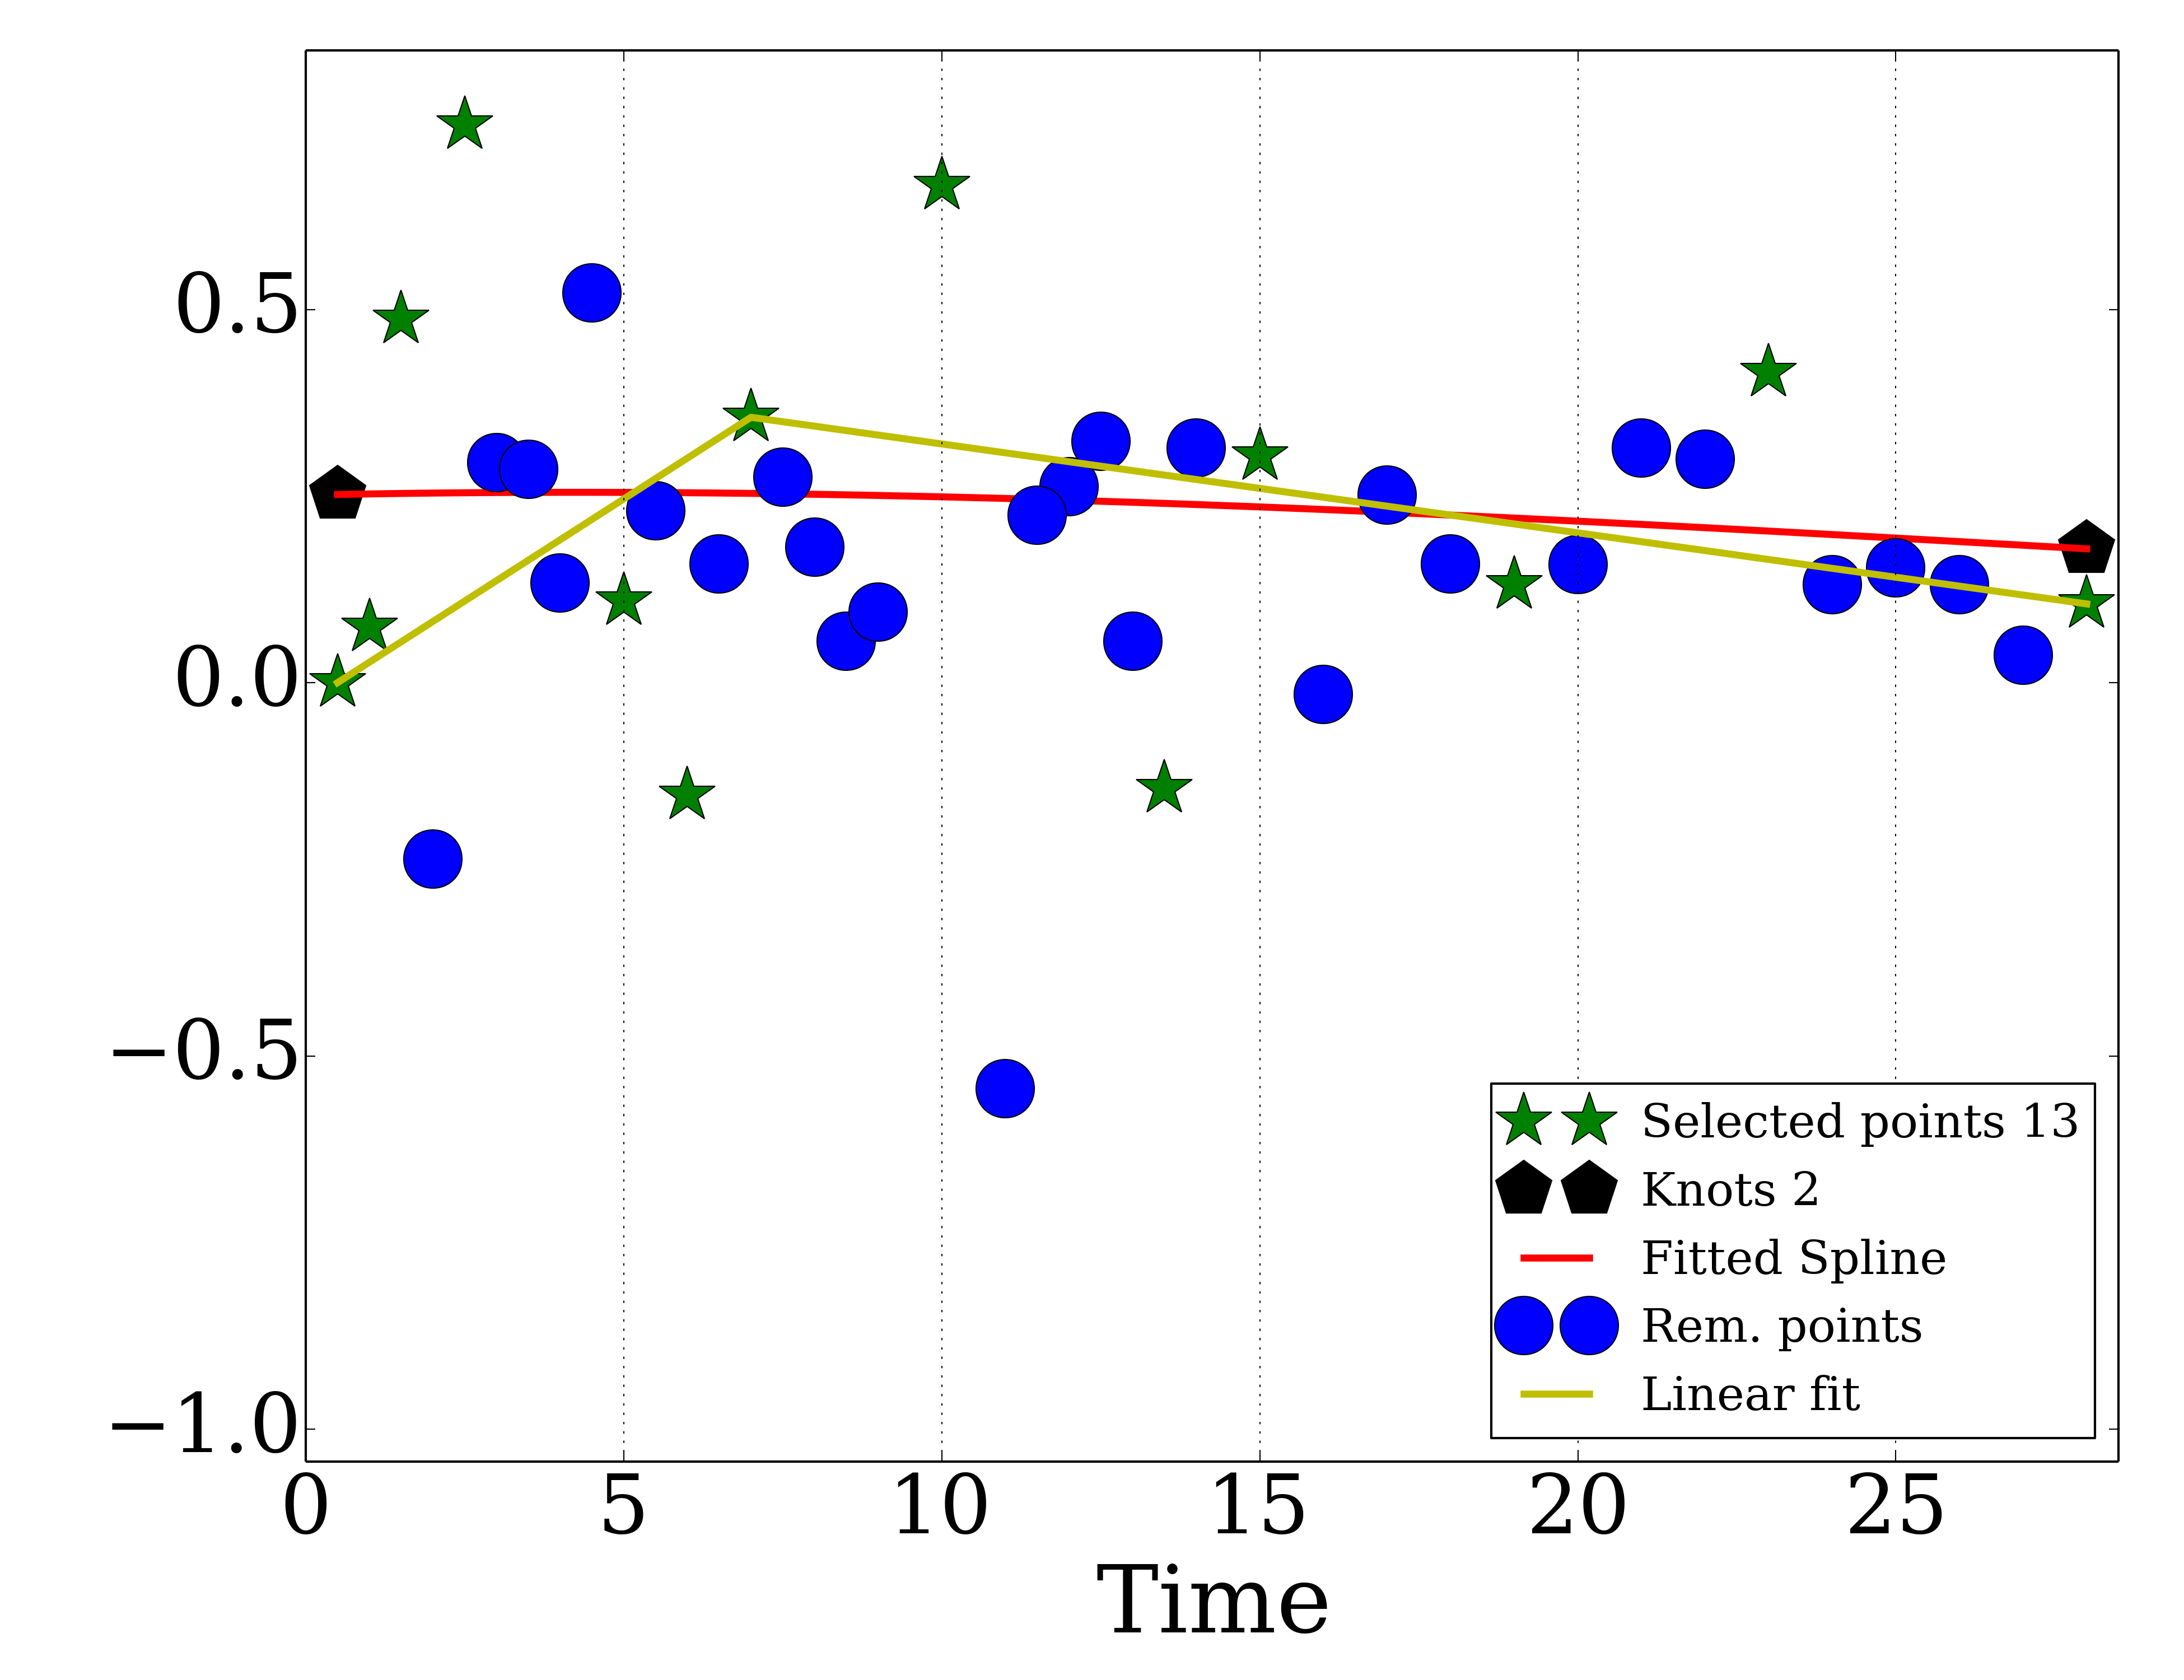 0.5
0.0
−0.5
−1.0
0 5 10 15 20 25
Time
Selected points 13
Knots 2
Fitted Spline
Rem. points
Linear fit